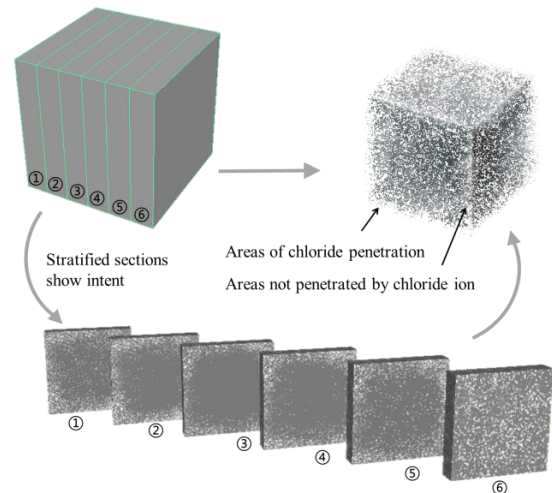 ① ② ③ ④ ⑤ ⑥
Areas of chloride penetration
Stratified sections
show intent
Areas not penetrated by chloride ion
① ② ③ ④ ⑤ ⑥